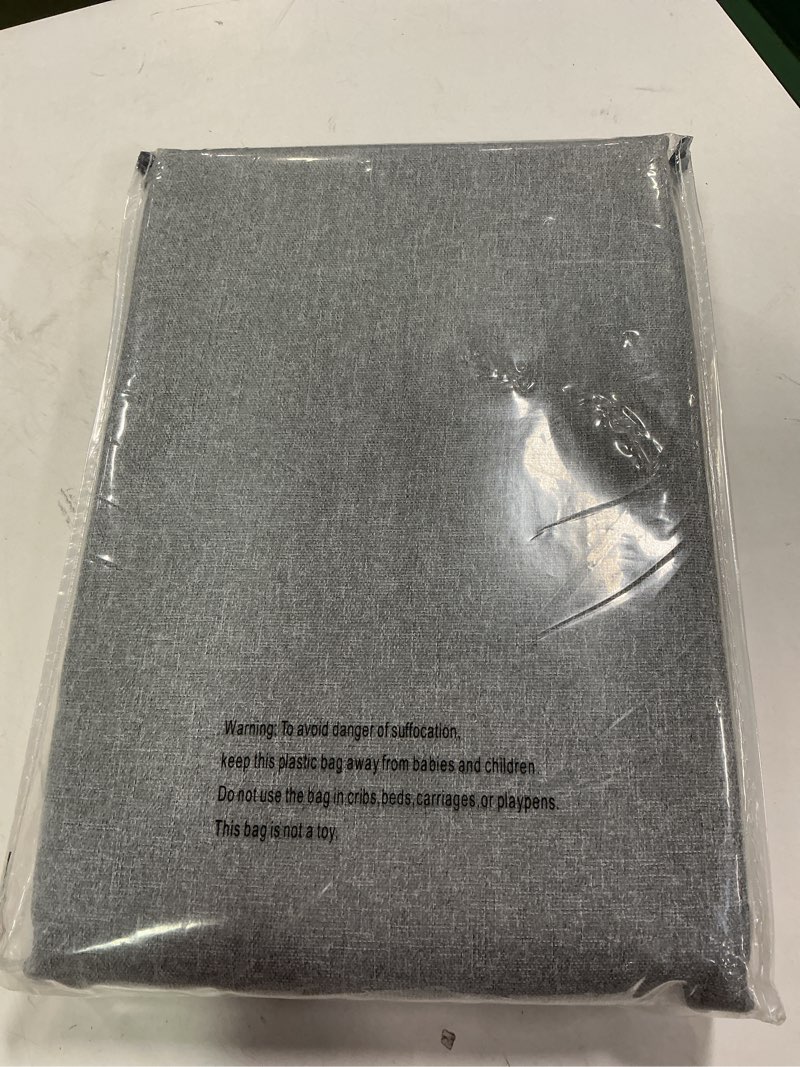 Warning: To avoid danger of suffocation,
keep this plastic bag away from babies and children.
Do not use the bag in cribs, beds, carriages, or playpens.
This bag is not a toy.